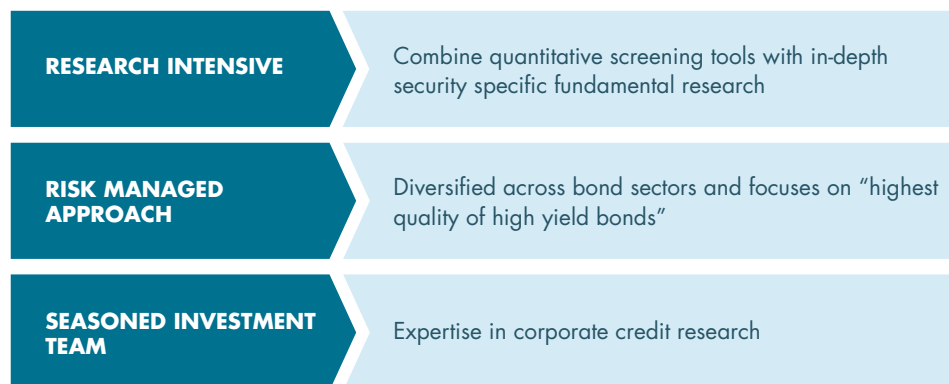 RESEARCH INTENSIVE
Combine quantitative screening tools with in-depth
security specific fundamental research
RISK MANAGED
APPROACH
Diversified across bond sectors and focuses on “highest
quality of high yield bonds”
SEASONED INVESTMENT
TEAM
Expertise in corporate credit research